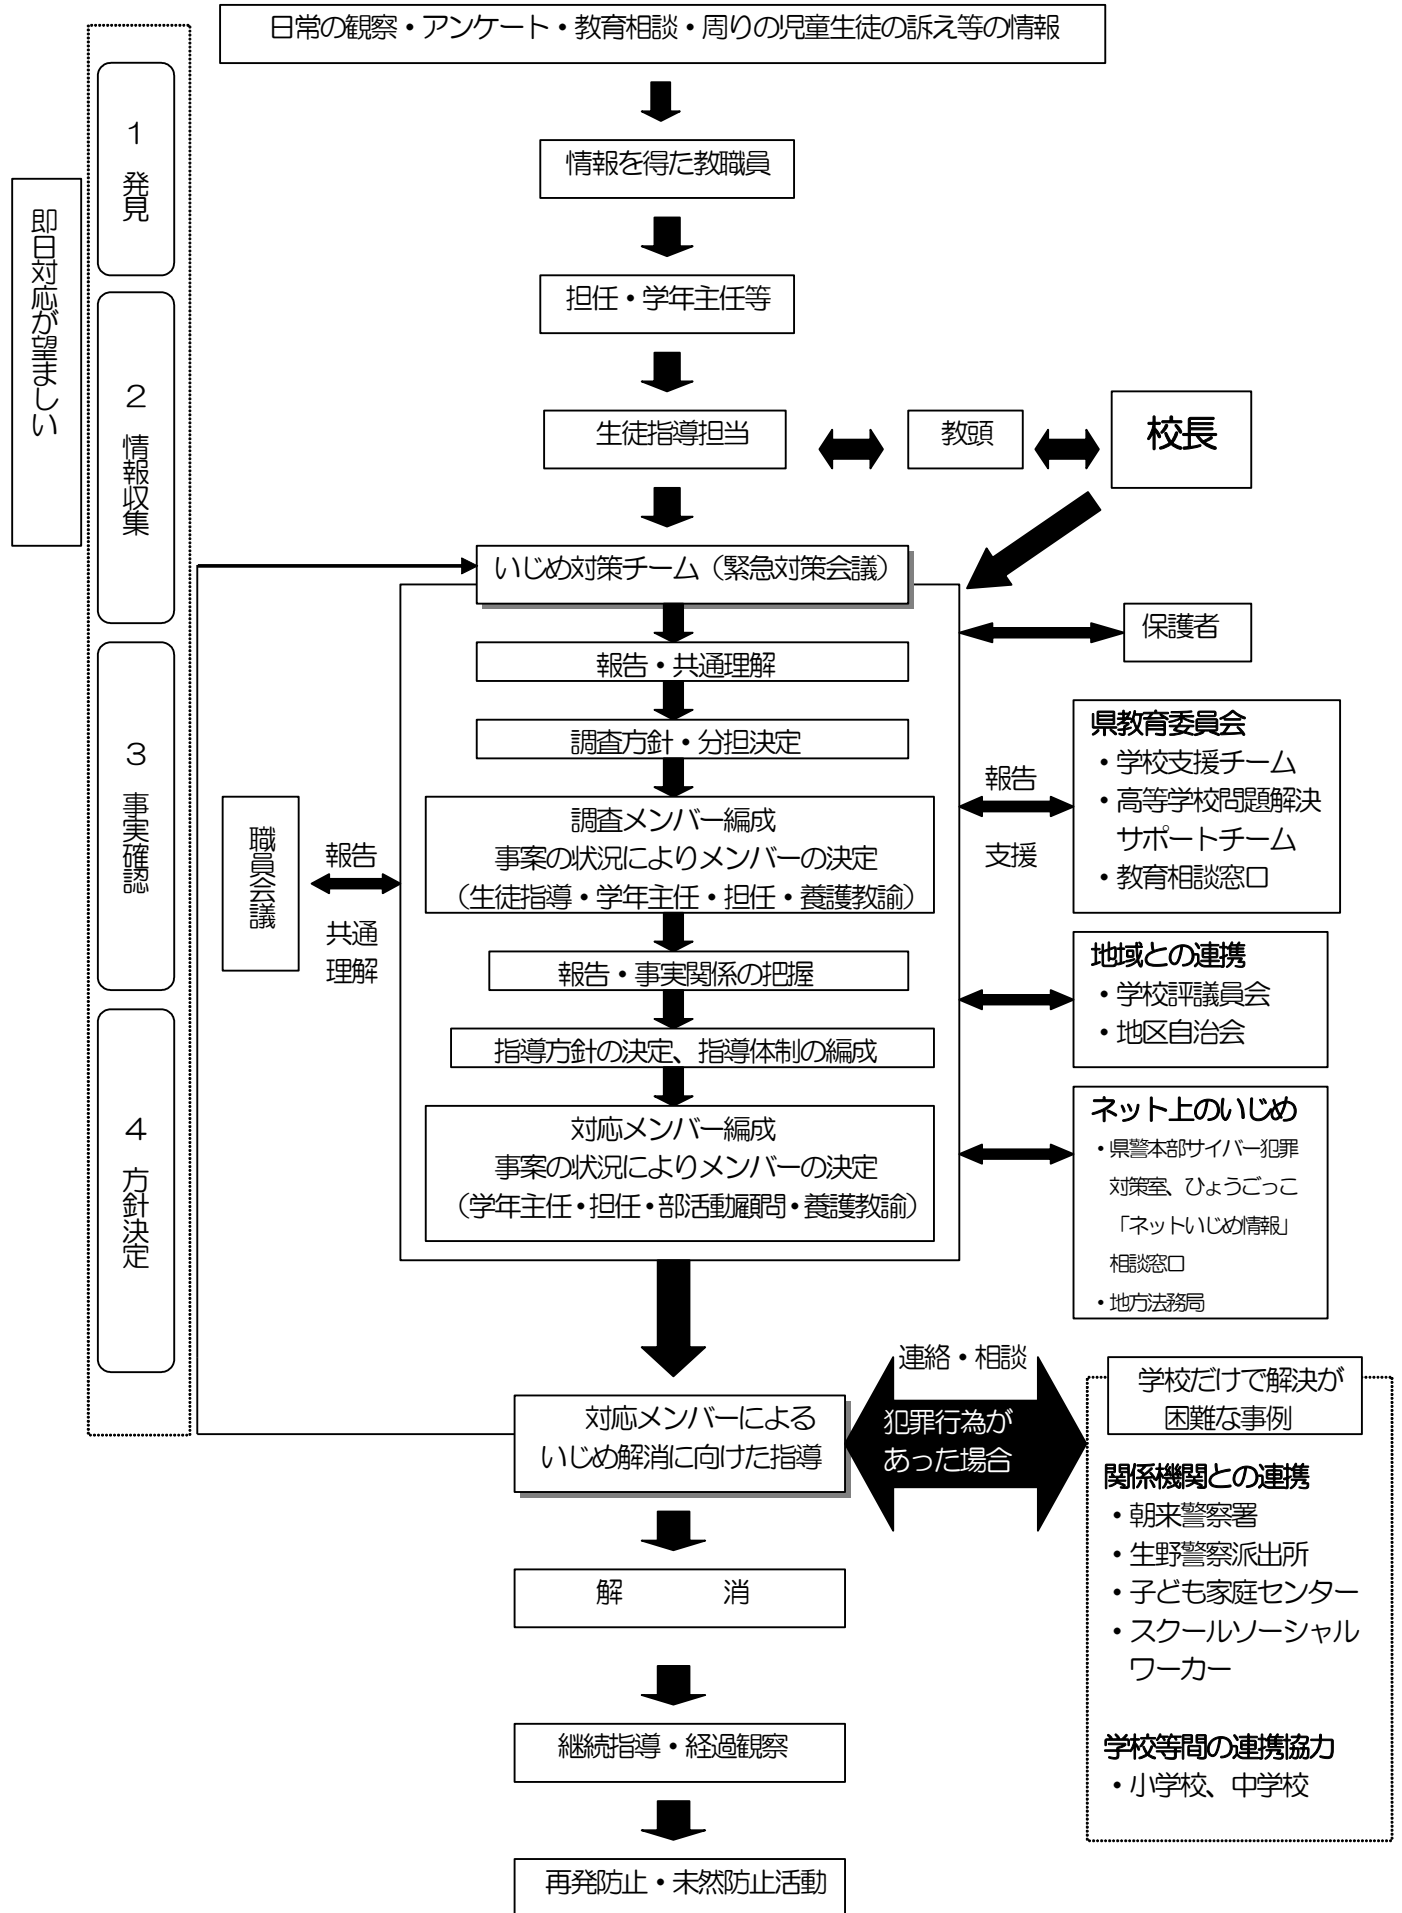 日常の観察・アンケート・教育相談・周りの児童生徒の訴え等の情報
即日対応が望ましい
1 発見
2 情報収集
3 事実確認
4 方針決定
情報を得た教職員
担任・学年主任等
生徒指導担当
教頭
校長
いじめ対策チーム（緊急対策会議）
報告・共通理解
調査方針・分担決定
調査メンバー編成
事案の状況によりメンバーの決定
（生徒指導・学年主任・担任・養護教諭）
報告・事実関係の把握
指導方針の決定、指導体制の編成
対応メンバー編成
事案の状況によりメンバーの決定
（学年主任・担任・部活動顧問・養護教諭）
職員会議
報告
共通
理解
保護者
報告
支援
県教育委員会
・学校支援チーム
・高等学校問題解決
サポートチーム
・教育相談窓口
地域との連携
・学校評議員会
・地区自治会
ネット上のいじめ
・県警本部サイバー犯罪
対策室、ひょうごっこ
「ネットいじめ情報」
相談窓口
・地方法務局
対応メンバーによる
いじめ解消に向けた指導
連絡・相談
犯罪行為が
あった場合
学校だけで解決が
困難な事例
関係機関との連携
・朝来警察署
・生野警察派出所
・子ども家庭センター
・スクールソーシャル
ワーカー
学校等間の連携協力
・小学校、中学校
解　　消
継続指導・経過観察
再発防止・未然防止活動